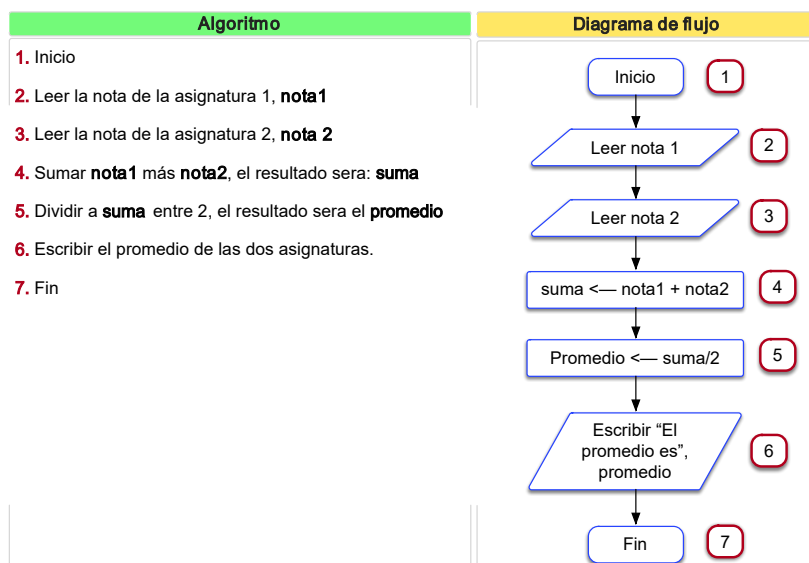 Algoritmo
1. Inicio
2. Leer la nota de la asignatura 1, nota1
3. Leer la nota de la asignatura 2, nota 2
4. Sumar nota1 más nota2, el resultado sera: suma
5. Dividir a suma entre 2, el resultado sera el promedio
6. Escribir el promedio de las dos asignaturas.
7. Fin
Diagrama de flujo
Inicio 1
Leer nota 1 2
Leer nota 2 3
suma <— nota1 + nota2 4
Promedio <— suma/2 5
Escribir “El
promedio es”, 6
promedio
Fin 7